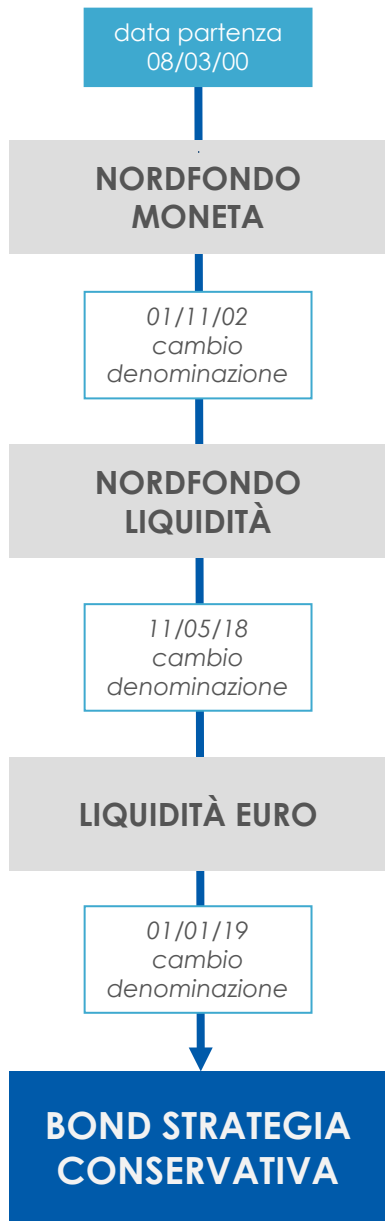 data partenza
08/03/00
NORDFONDO
MONETA
01/11/02
cambio
denominazione
NORDFONDO
LIQUIDITÀ
11/05/18
cambio
denominazione
LIQUIDITÀ EURO
01/01/19
cambio
denominazione
BOND STRATEGIA
CONSERVATIVA